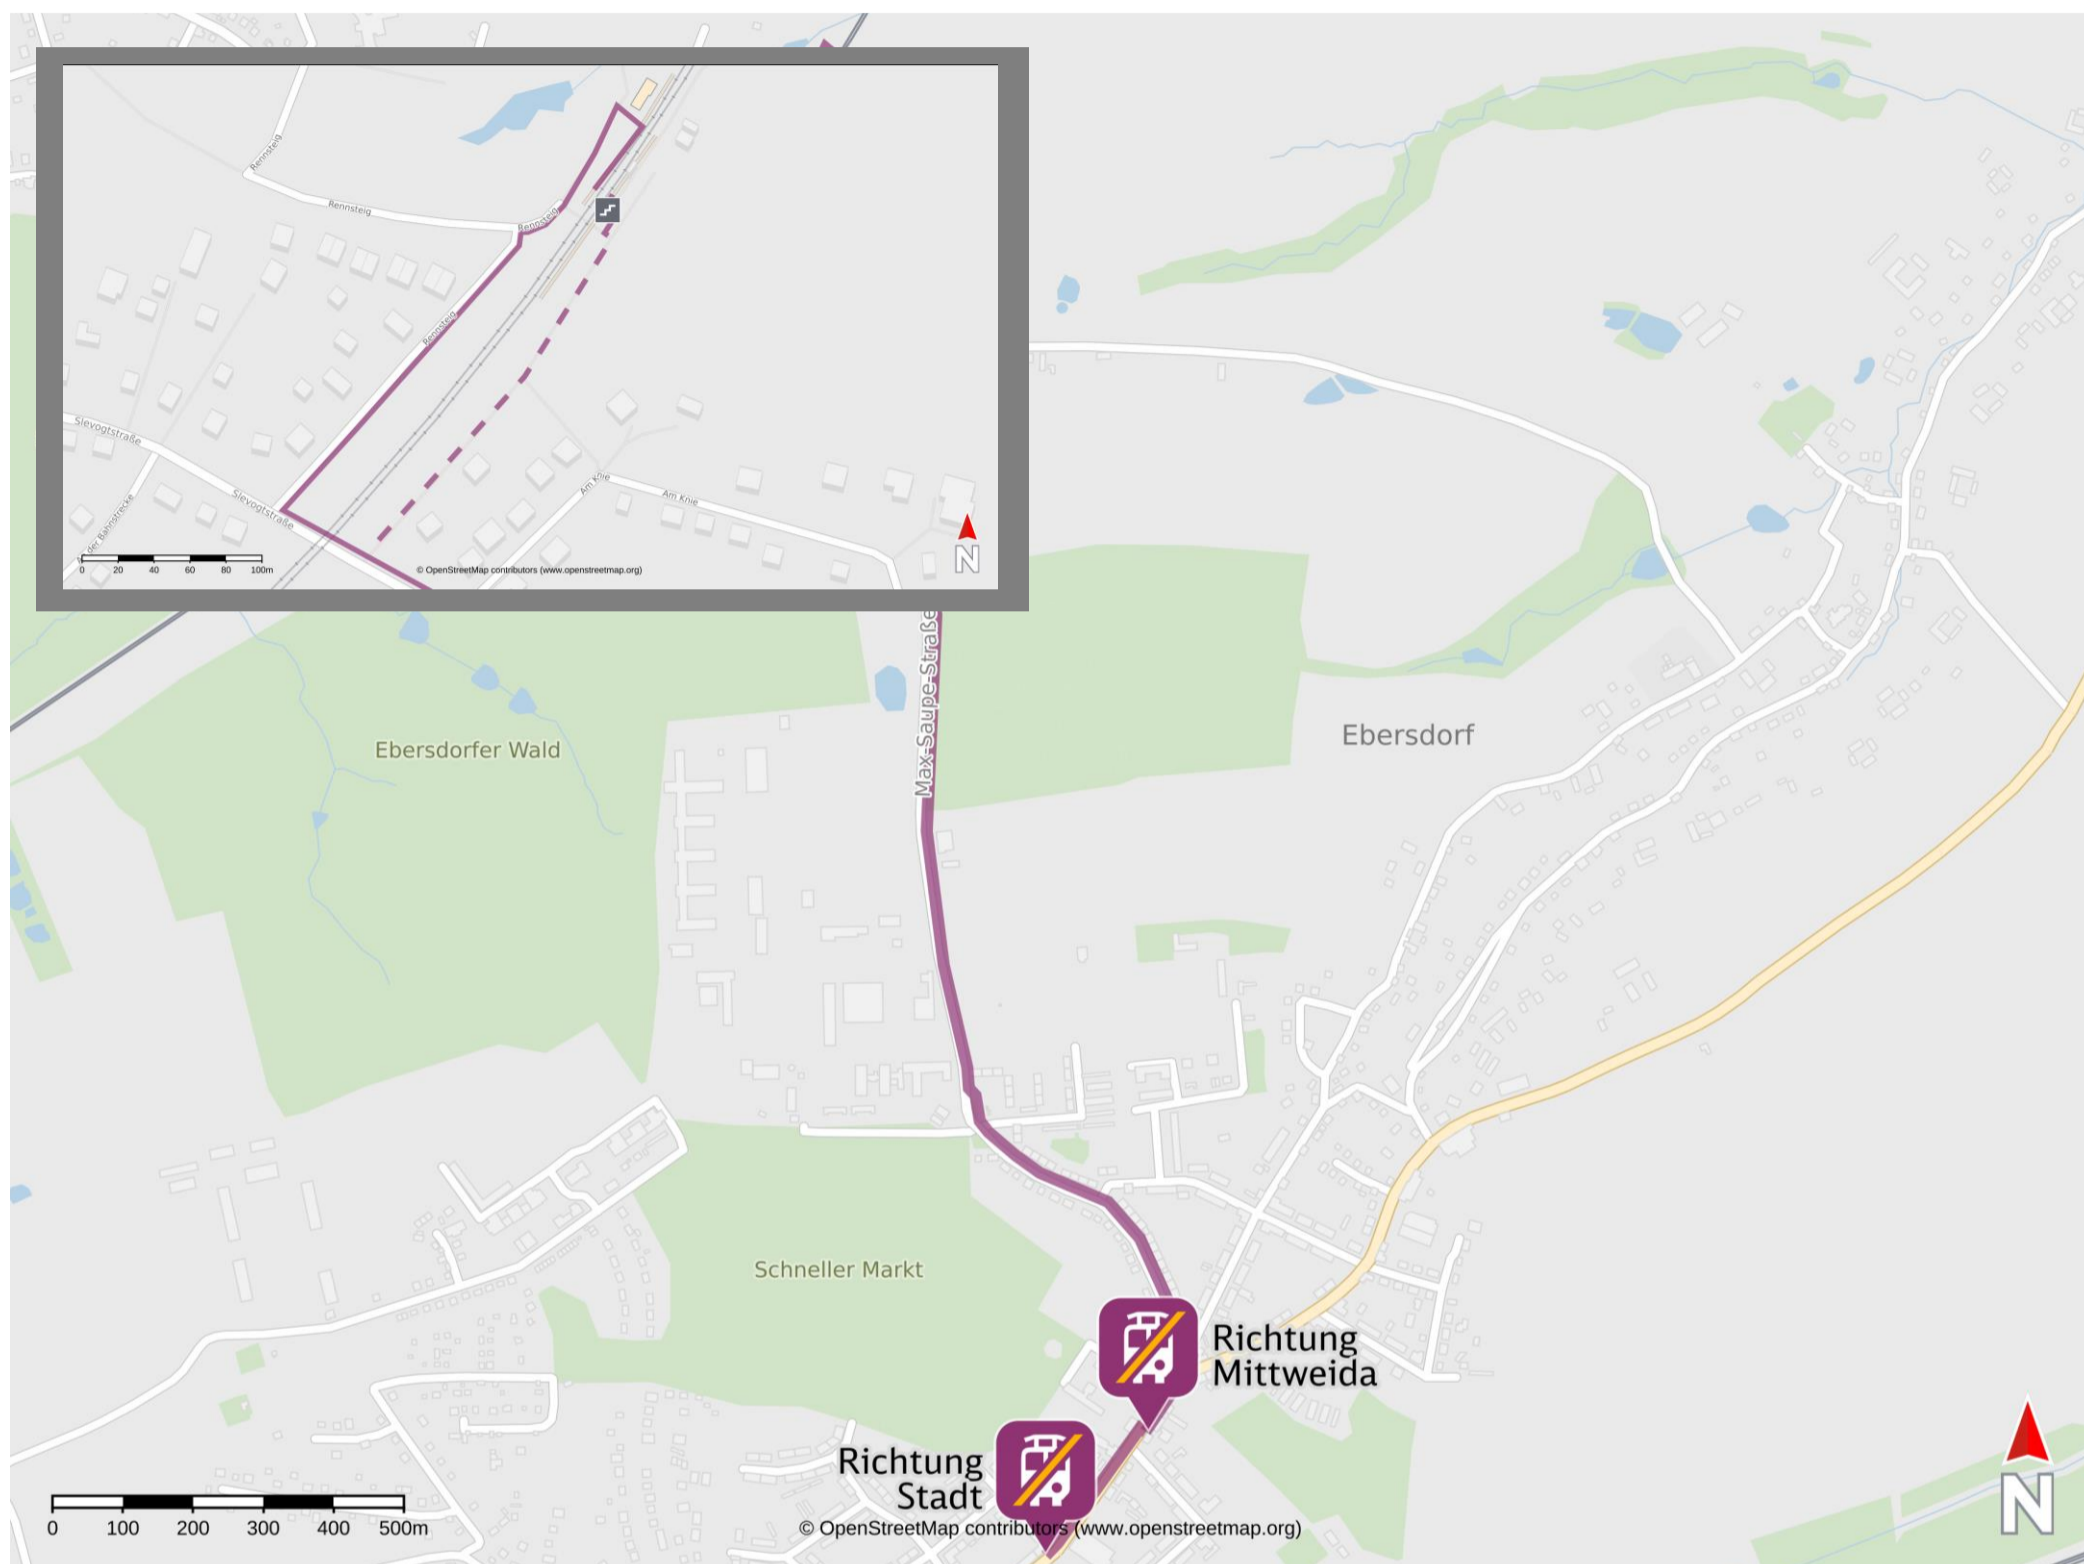 Rennsteig
Rennsteig
Rennsteig
Rennsteig
Slevogtstraße
Slevogtstraße
Am Knie
Am Knie
der Bahnstrecke
0 20 40 60 80 100m
© OpenStreetMap contributors (www.openstreetmap.org)
N
Max-Saupe-Straße
Ebersdorf
Ebersdorfer Wald
Schneller Markt
Richtung
Mittweida
Richtung
Stadt
0 100 200 300 400 500m
© OpenStreetMap contributors (www.openstreetmap.org)
N